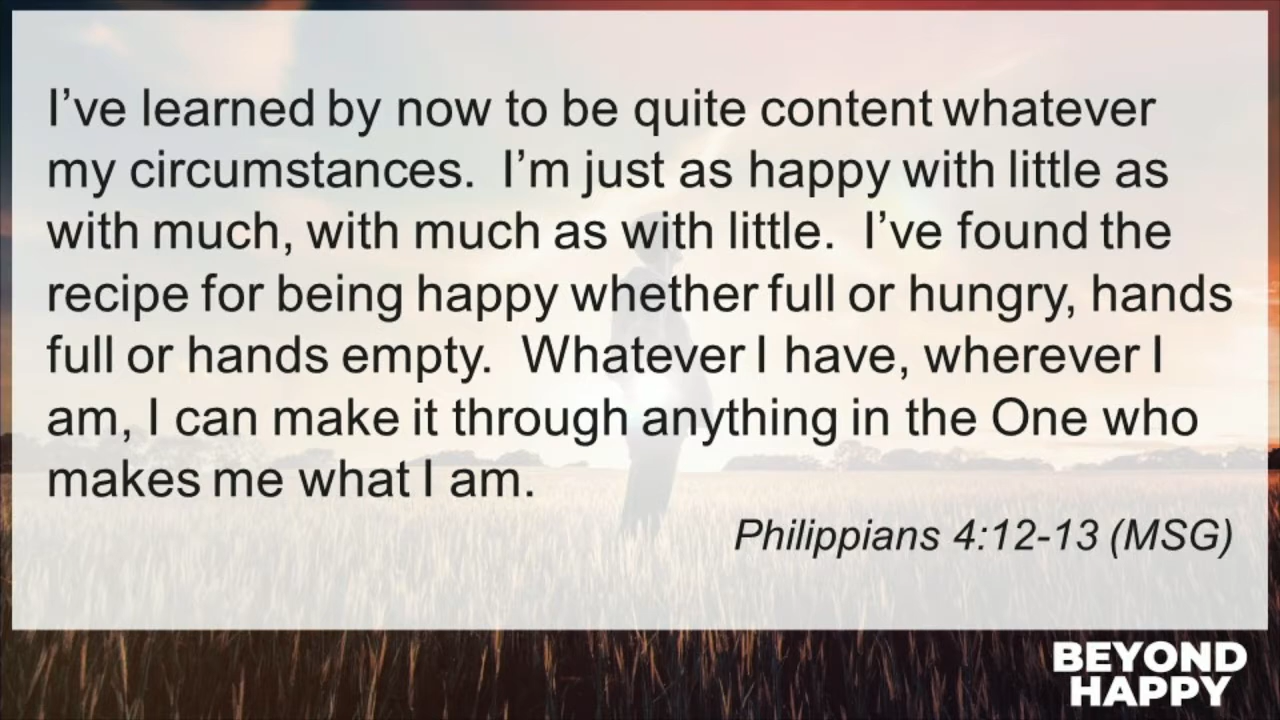 I’ve learned by now to be quite content whatever
my circumstances.  I’m just as happy with little as
with much, with much as with little.  I’ve found the
recipe for being happy whether full or hungry, hands
full or hands empty.  Whatever I have, wherever I
am, I can make it through anything in the One who
makes me what I am.
Philippians 4:12-13 (MSG)
BEYOND
HAPPY